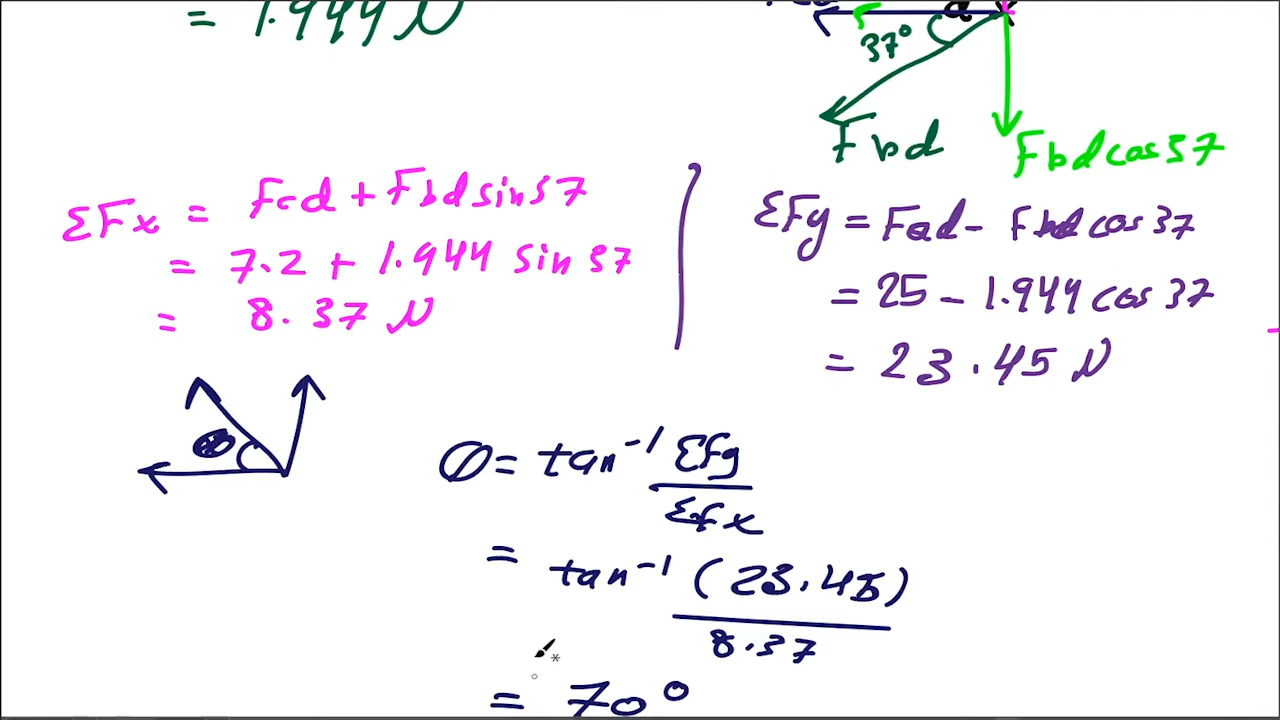 = 1.944 N
37°
Fbd
Fbd cos 37
ΣFx = Fcd + Fbd sin 37
= 7.2 + 1.944 sin 37
= 8.37 N
ΣFy = Fad - Fbd cos 37
= 25 - 1.944 cos 37
= 23.45 N
Ø = tan⁻¹ ΣFy
ΣFx
= tan⁻¹ (23.45)
8.37
= 70°